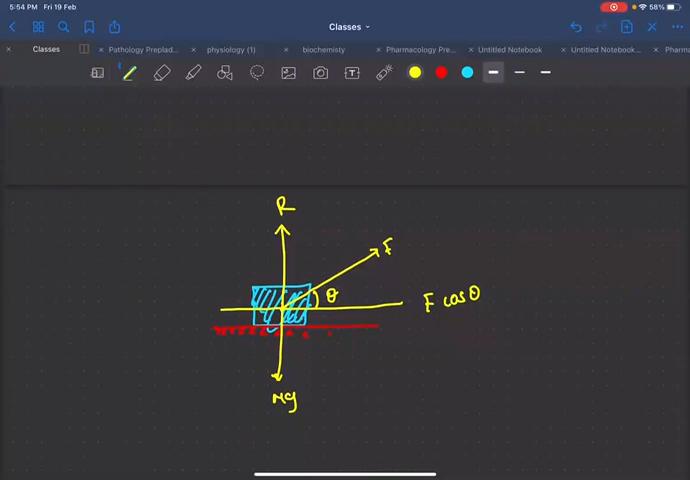 5:54 PM Fri 19 Feb
58%
Classes
Classes
Pathology Preplad...
physiology (1)
biochemisty
Pharmacology Pre...
Untitled Notebook
Untitled Notebook...
Pharma
T
R
F
θ
F cosθ
Mg